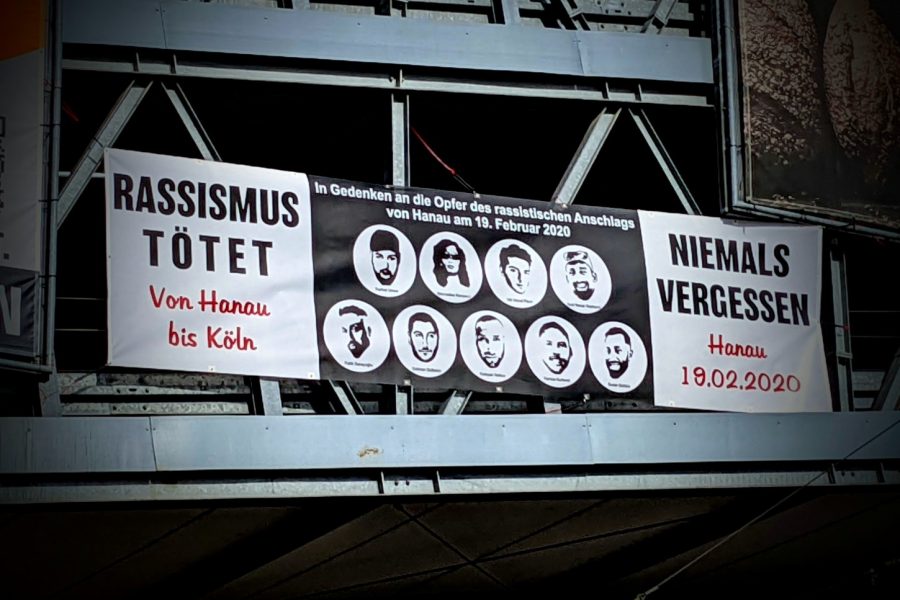 RASSISMUS
TÖTET
Von Hanau
bis Köln
In Gedenken an die Opfer des rassistischen Anschlags
von Hanau am 19. Februar 2020
NIEMALS
VERGESSEN
Hanau
19.02.2020
N